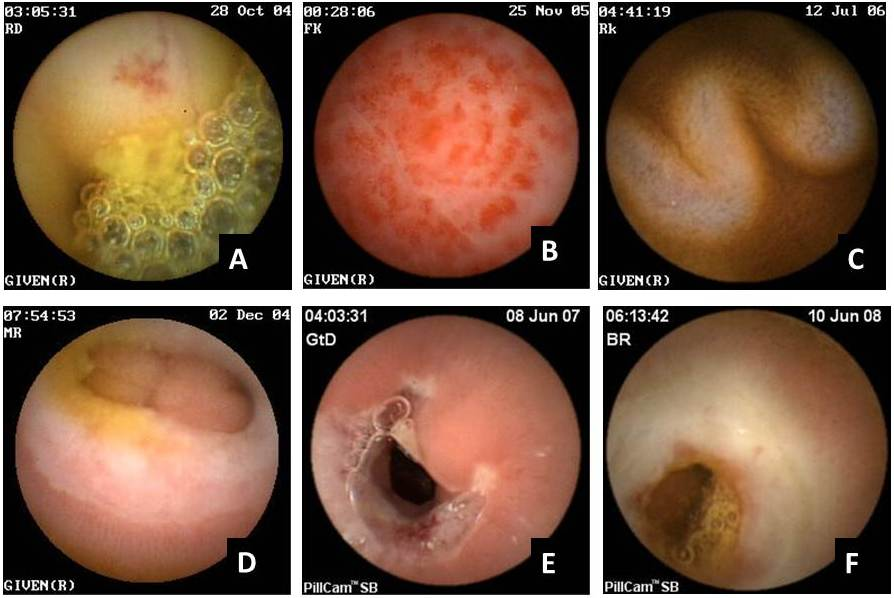 03:05:31 28 Oct 04
RD
A
GIVEN(R)
00:28:06 25 Nov 05
FK
B
GIVEN(R)
04:41:19 12 Jul 06
Rk
C
GIVEN(R)
07:54:53 02 Dec 04
MR
D
GIVEN(R)
04:03:31 08 Jun 07
GtD
E
PillCam™SB
06:13:42 10 Jun 08
BR
F
PillCam™SB